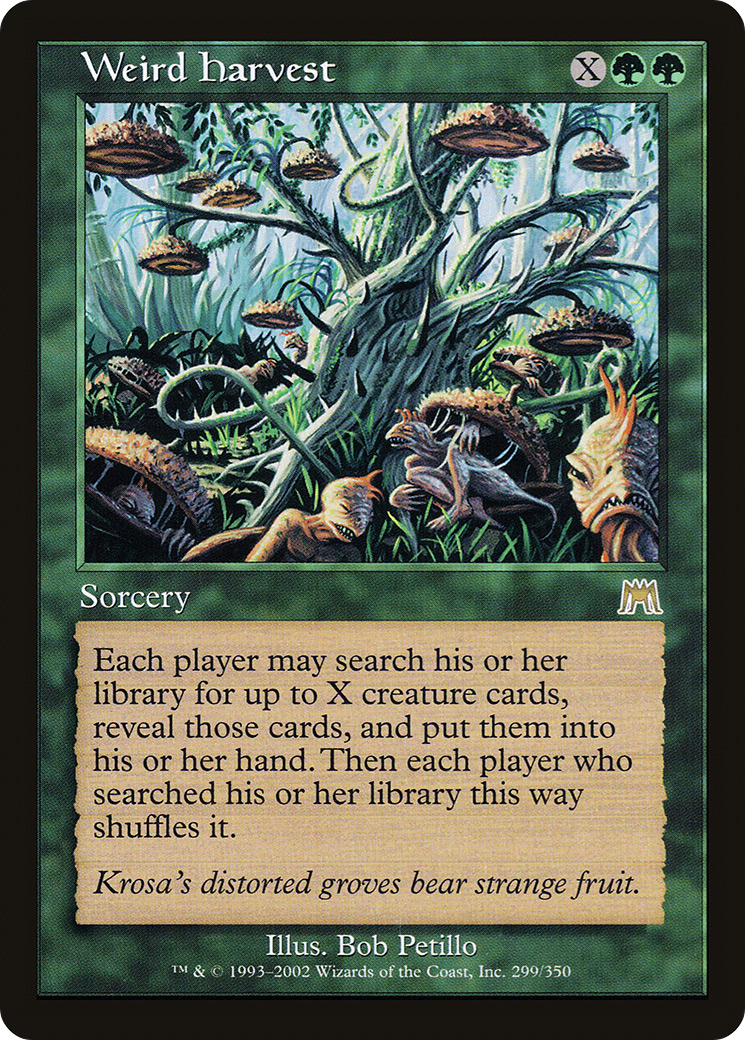 Weird Harvest
X
Sorcery
Each player may search his or her
library for up to X creature cards,
reveal those cards, and put them into
his or her hand. Then each player who
searched his or her library this way
shuffles it.
Krosa's distorted groves bear strange fruit.
Illus. Bob Petillo
™ & © 1993–2002 Wizards of the Coast, Inc. 299/350